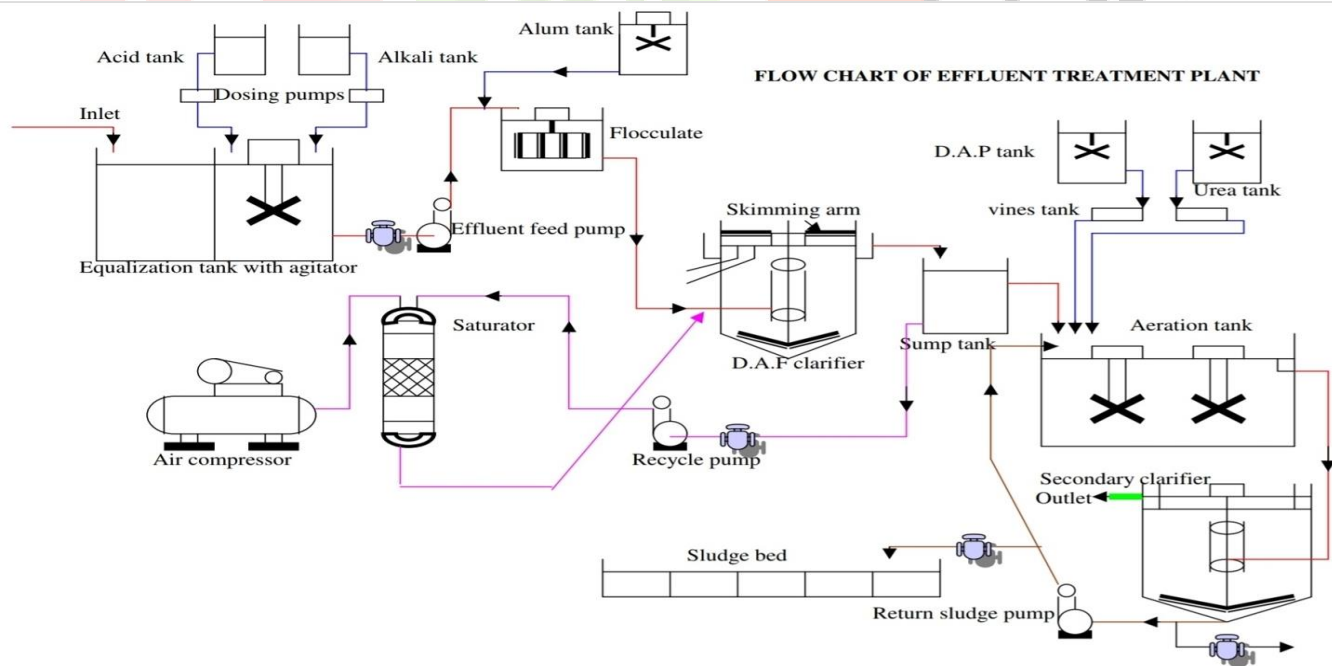 Alum tank
Acid tank
Alkali tank
FLOW CHART OF EFFLUENT TREATMENT PLANT
Dosing pumps
Inlet
Flocculate
D.A.P tank
Urea tank
Skimming arm
vines tank
Effluent feed pump
Equalization tank with agitator
Saturator
Aeration tank
Sump tank
D.A.F clarifier
Air compressor
Recycle pump
Secondary clarifier
Outlet
Sludge bed
Return sludge pump